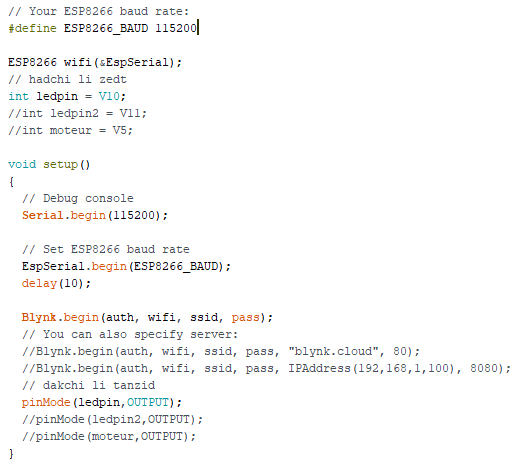 // Your ESP8266 baud rate:
#define ESP8266_BAUD 115200
ESP8266 wifi(&EspSerial);
// hadchi li zedt
int ledpin = V10;
//int ledpin2 = V11;
//int moteur = V5;
void setup()
{
// Debug console
Serial.begin(115200);
// Set ESP8266 baud rate
EspSerial.begin(ESP8266_BAUD);
delay(10);
Blynk.begin(auth, wifi, ssid, pass);
// You can also specify server:
//Blynk.begin(auth, wifi, ssid, pass, "blynk.cloud", 80);
//Blynk.begin(auth, wifi, ssid, pass, IPAddress(192,168,1,100), 8080);
// dakchi li tanzid
pinMode(ledpin,OUTPUT);
//pinMode(ledpin2,OUTPUT);
//pinMode(moteur,OUTPUT);
}